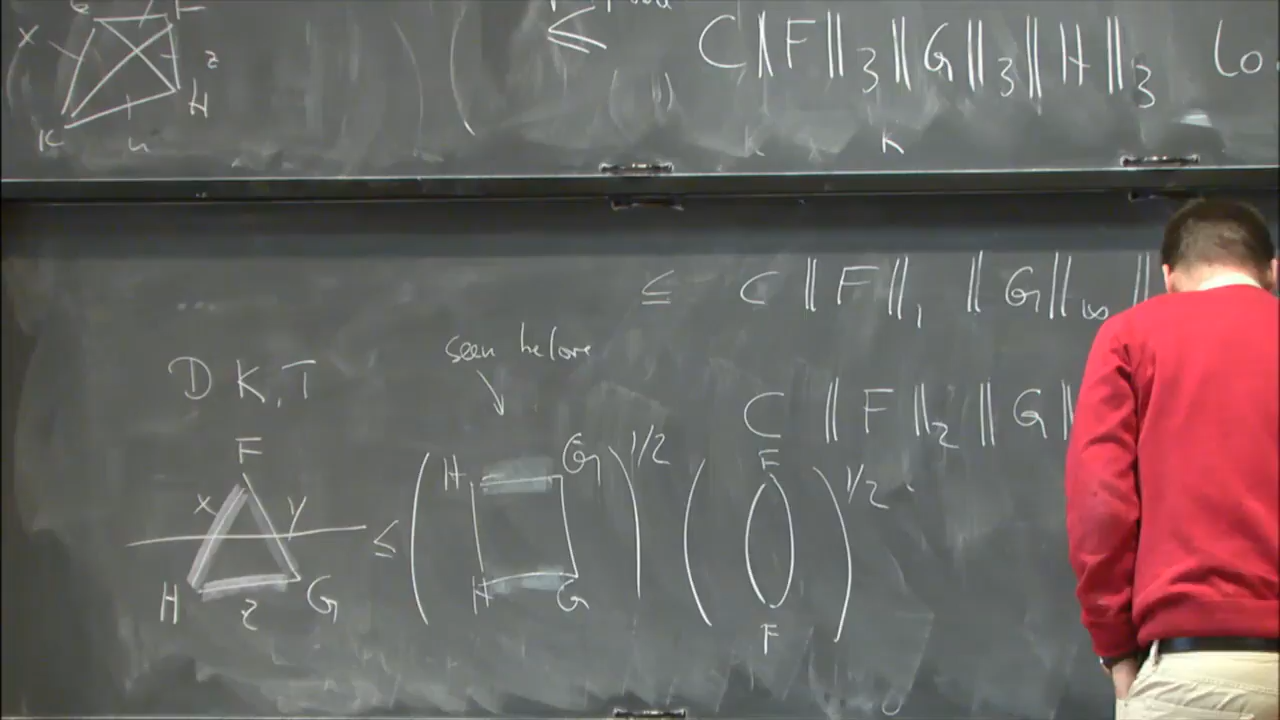 ≤ C‖F‖₃‖G‖₃‖H‖₃
x
z
H
K
u
K K
≤ C ‖F‖₁ ‖G‖∞ ‖
seen before
D K, T
C ‖F‖₂ ‖G‖
F
x y
H z G
≤ ( H G H G )^{1/2} ( F F )^{1/2}